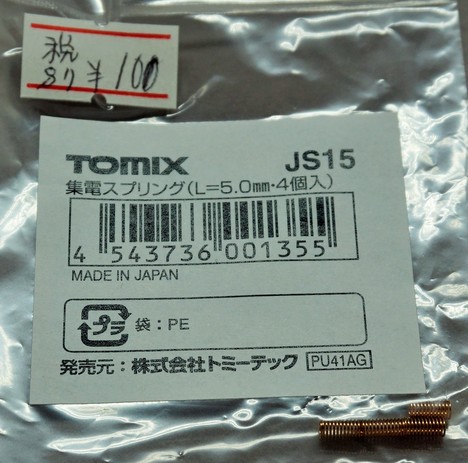 税
タリ ¥100
TOMIX JS15
集電スプリング(L=5.0mm・4個入)
4 543736 001355
MADE IN JAPAN
プラ 袋:PE
発売元:株式会社トミーテック PU41AG